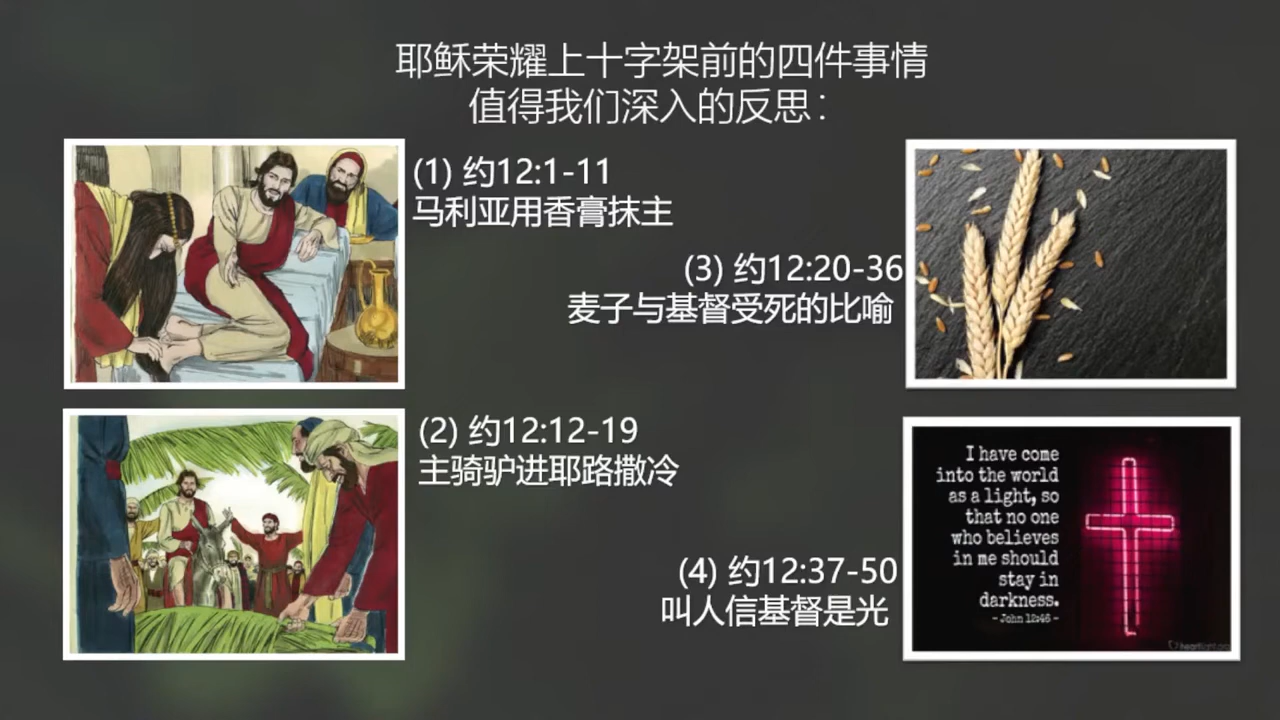 耶稣荣耀上十字架前的四件事情
值得我们深入的反思：
(1) 约12:1-11
马利亚用香膏抹主
(2) 约12:12-19
主骑驴进耶路撒冷
(3) 约12:20-36
麦子与基督受死的比喻
(4) 约12:37-50
叫人信基督是光
I have come
into the world
as a light, so
that no one
who believes
in me should
stay in
darkness.
- John 12:46 -